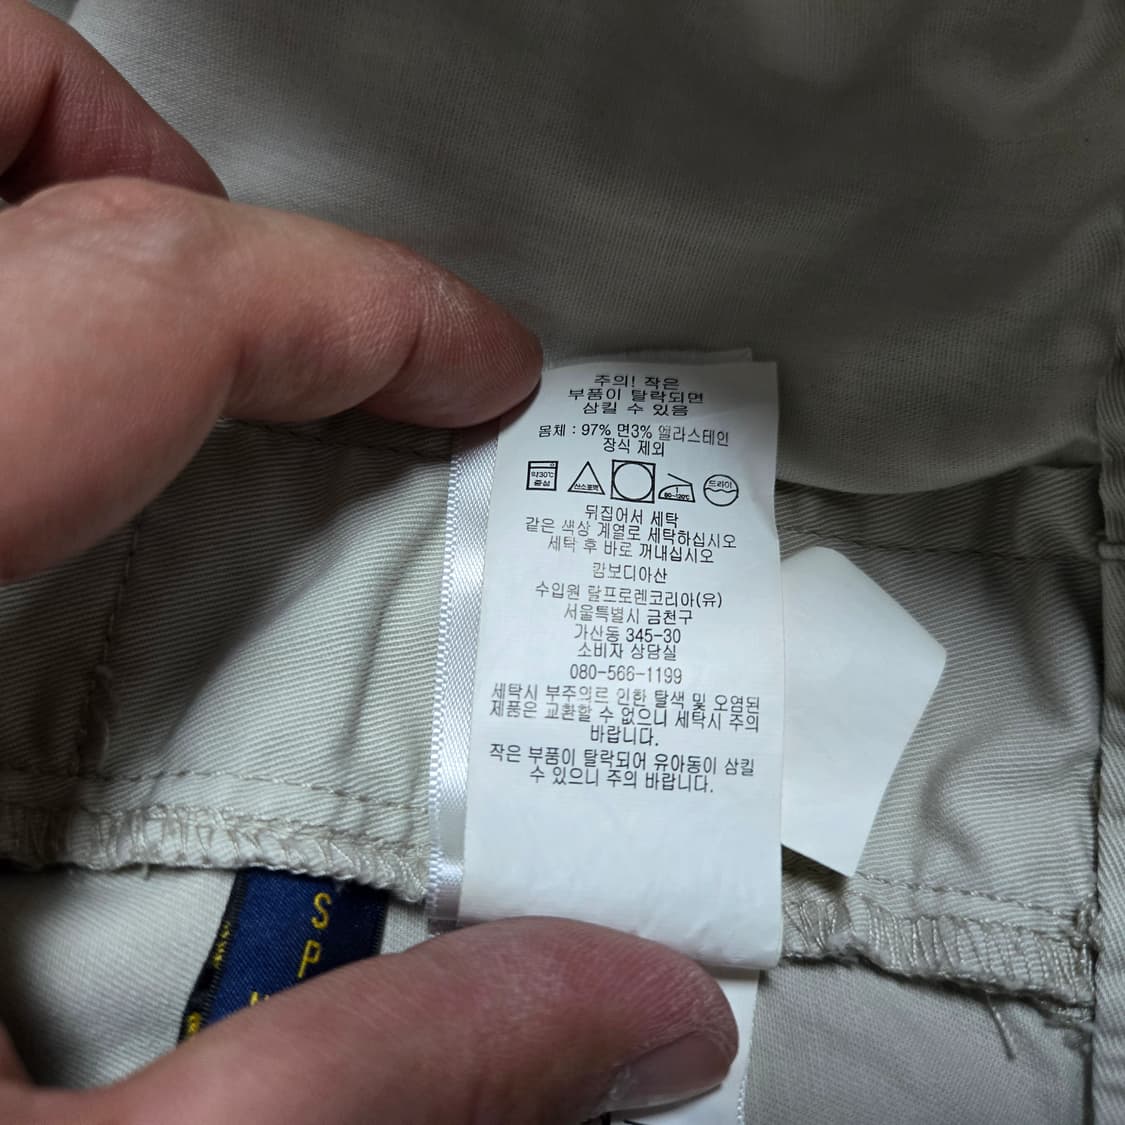 주의! 작은
부품이 탈락되면
삼킬 수 있음
몸체 : 97% 면3% 엘라스테인
장식 제외
약30℃
중성
산소표백
80~120℃
드라이
뒤집어서 세탁
같은 색상 계열로 세탁하십시오
세탁 후 바로 꺼내십시오
캄보디아산
수입원 랄프로렌코리아(유)
서울특별시 금천구
가산동 345-30
소비자 상담실
080-566-1199
세탁시 부주의로 인한 탈색 및 오염된
제품은 교환할 수 없으니 세탁시 주의
바랍니다.
작은 부품이 탈락되어 유아동이 삼킬
수 있으니 주의 바랍니다.
S
P